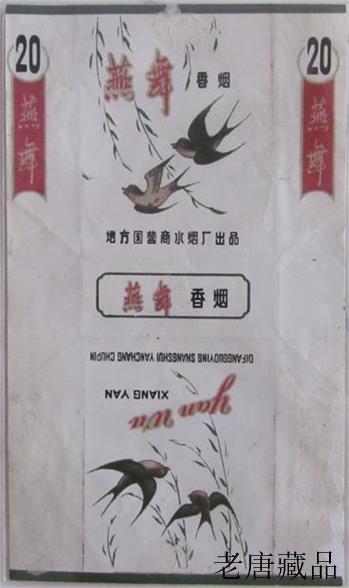 20
20
燕舞
香烟
燕舞
燕舞
地方国营商水烟厂出品
燕舞 香烟
DIFANGGUOYING SHANGSHUI YANCHANG CHUPIN
XIANG YAN
Yan Wu
老唐藏品